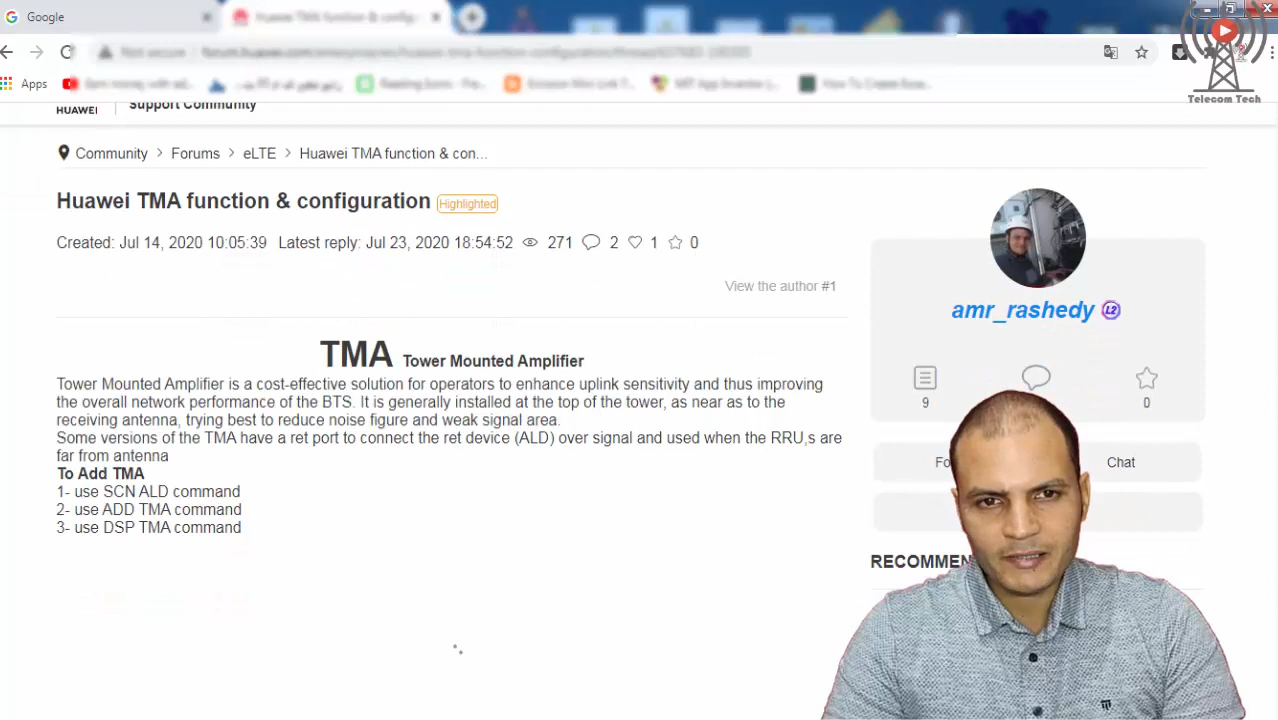 Google
Apps
HUAWEI Support Community
Telecom Tech
Community > Forums > eLTE > Huawei TMA function & con...
Huawei TMA function & configuration Highlighted
Created: Jul 14, 2020 10:05:39 Latest reply: Jul 23, 2020 18:54:52 271 2 1 0
View the author #1
amr_rashedy L2
9
0
TMA Tower Mounted Amplifier
Tower Mounted Amplifier is a cost-effective solution for operators to enhance uplink sensitivity and thus improving
the overall network performance of the BTS. It is generally installed at the top of the tower, as near as to the
receiving antenna, trying best to reduce noise figure and weak signal area.
Some versions of the TMA have a ret port to connect the ret device (ALD) over signal and used when the RRU,s are
far from antenna
To Add TMA
1- use SCN ALD command
2- use ADD TMA command
3- use DSP TMA command
Chat